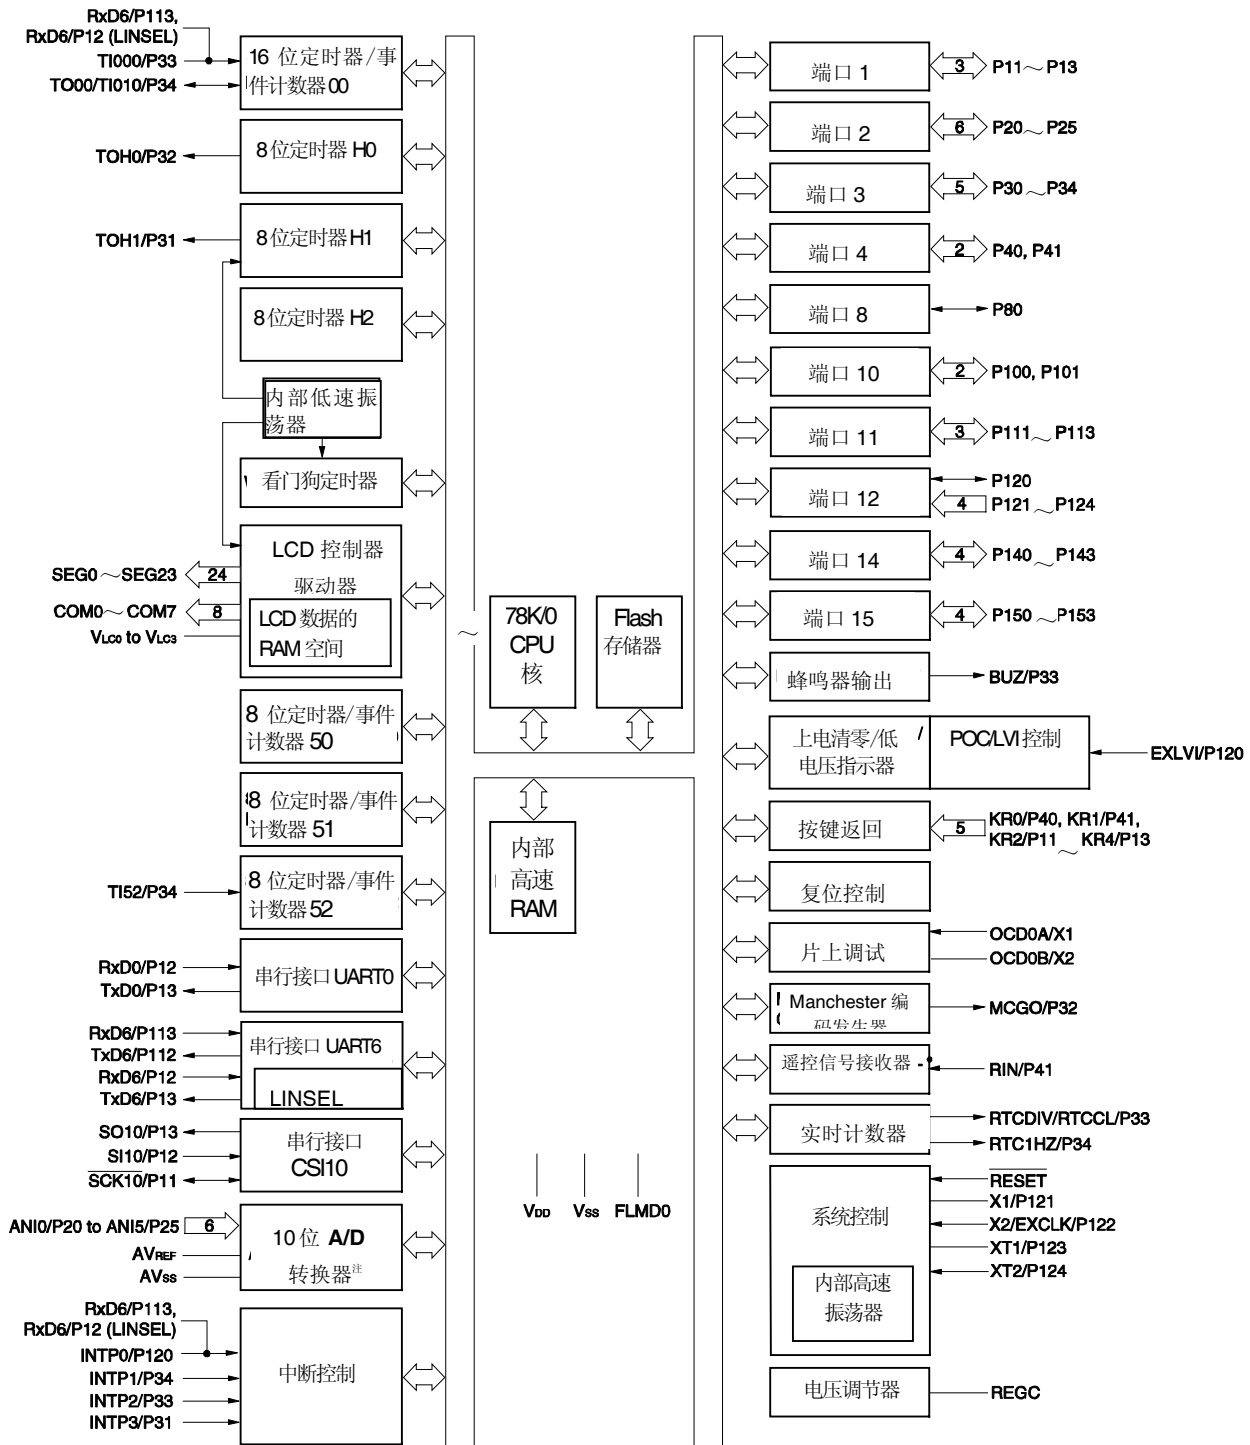 RxD6/P113,
RxD6/P12 (LINSEL)
TI000/P33
TO00/TI010/P34
16 位定时器/事
件计数器00
TOH0/P32
8位定时器 H0
TOH1/P31
8位定时器H1
8位定时器 H2
内部低速振
荡器
看门狗定时器
LCD 控制器
驱动器
SEG0 ～SEG23
24
COM0～ COM7
8
VLC0 to VLC3
LCD 数据的
RAM 空间
8 位定时器/事件
计数器 50
8 位定时器/事件
计数器 51
TI52/P34
8 位定时器/事件
计数器 52
RxD0/P12
TxD0/P13
串行接口 UART0
RxD6/P113
TxD6/P112
RxD6/P12
TxD6/P13
串行接口 UART6
LINSEL
SO10/P13
SI10/P12
SCK10/P11
串行接口
CSI10
ANI0/P20 to ANI5/P25
6
AVREF
AVSS
10位 A/D
转换器注
RxD6/P113,
RxD6/P12 (LINSEL)
INTP0/P120
INTP1/P34
INTP2/P33
INTP3/P31
中断控制
～
78K/0
CPU
核
Flash
存储器
内部
高速
RAM
VDD
VSS
FLMD0
端口 1
3
P11～ P13
端口 2
6
P20～ P25
端口 3
5
P30 ～ P34
端口 4
2
P40, P41
端口 8
P80
端口 10
2
P100, P101
端口 11
3
P111～ P113
端口 12
P120
4
P121 ～P124
端口 14
4
P140 ～ P143
端口 15
4
P150 ～P153
蜂鸣器输出
BUZ/P33
上电清零/低
电压指示器
POC/LVI 控制
EXLVI/P120
按键返回
5
KR0/P40, KR1/P41,
KR2/P11 ～ KR4/P13
复位控制
片上调试
OCD0A/X1
OCD0B/X2
Manchester 编
码发生器
MCGO/P32
遥控信号接收器
RIN/P41
实时计数器
RTCDIV/RTCCL/P33
RTC1HZ/P34
系统控制
RESET
X1/P121
X2/EXCLK/P122
XT1/P123
XT2/P124
内部高速
振荡器
电压调节器
REGC